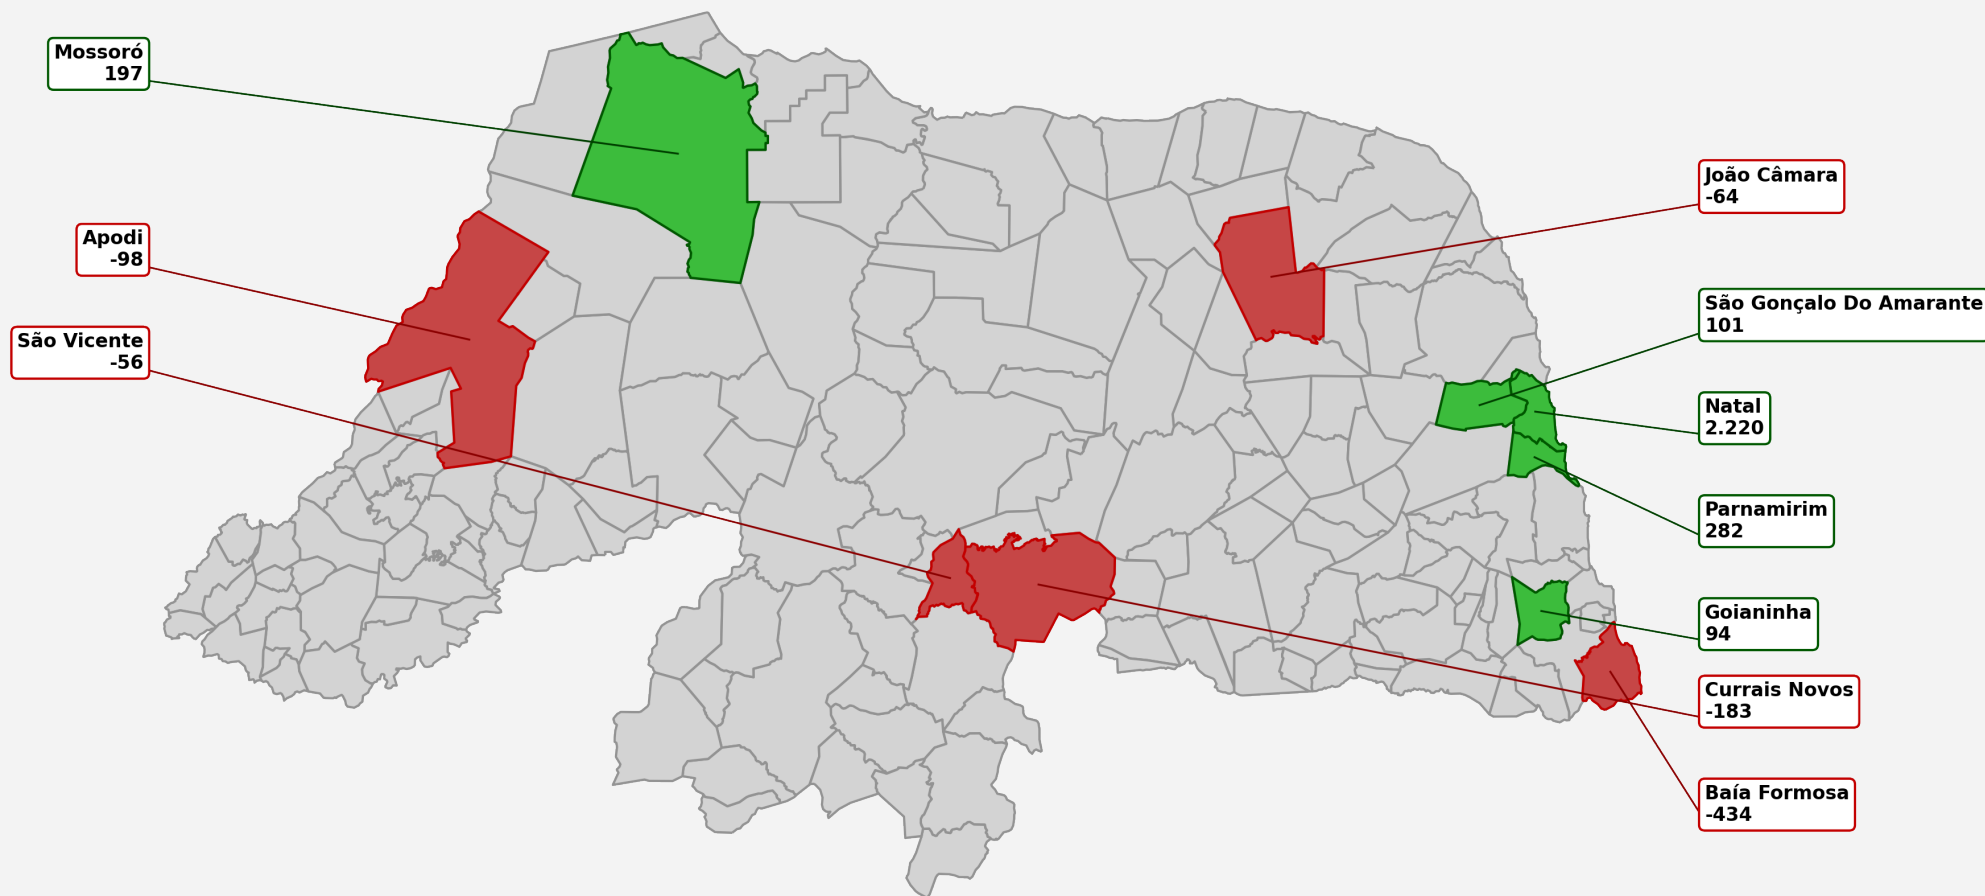 Mossoró
197
Apodi
-98
São Vicente
-56
João Câmara
-64
São Gonçalo Do Amarante
101
Natal
2.220
Parnamirim
282
Goianinha
94
Currais Novos
-183
Baía Formosa
-434